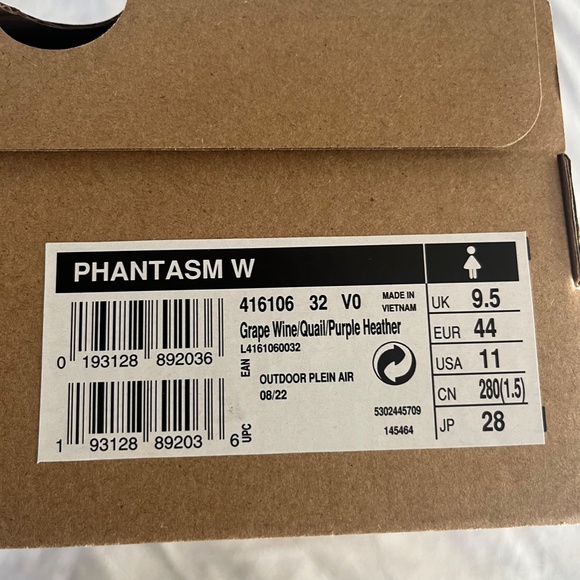 PHANTASM W
0 193128 892036
EAN
1 93128 89203 6
UPC
416106 32 V0
MADE IN
VIETNAM
Grape Wine/Quail/Purple Heather
L4161060032
OUTDOOR PLEIN AIR
08/22
5302445709
145464
UK 9.5
EUR 44
USA 11
CN 280(1.5)
JP 28